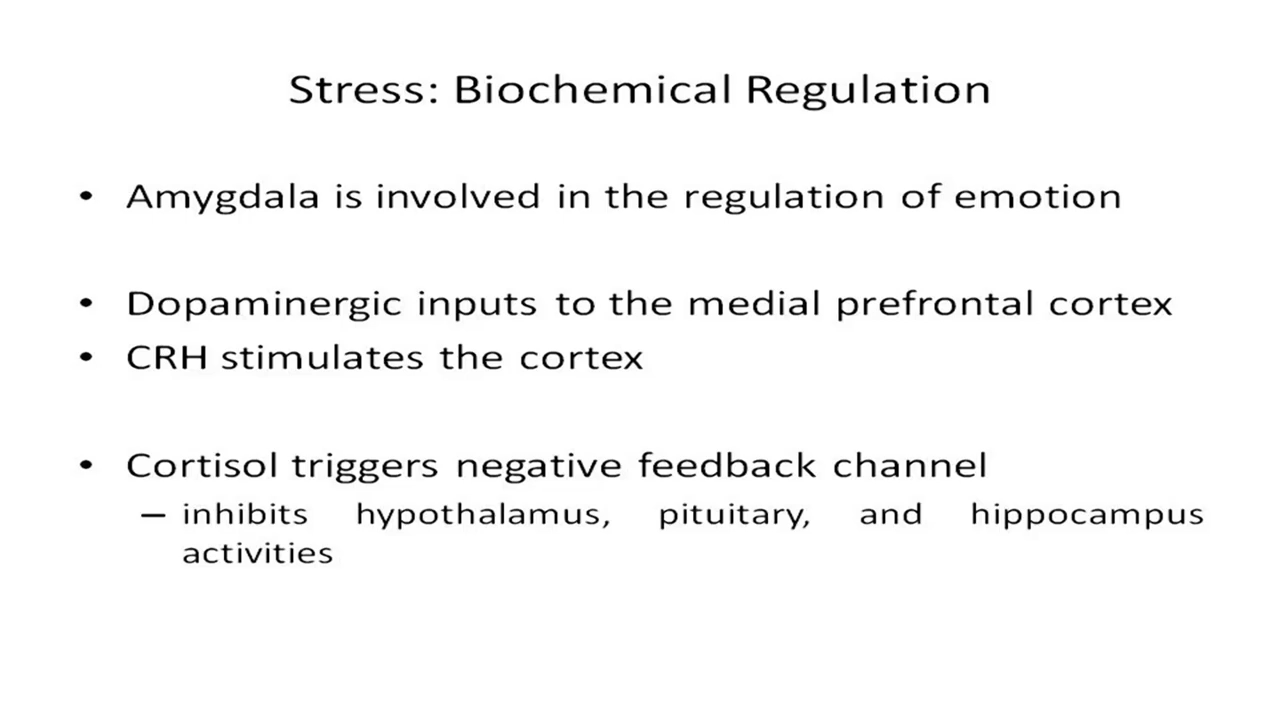 Stress: Biochemical Regulation
• Amygdala is involved in the regulation of emotion
• Dopaminergic inputs to the medial prefrontal cortex
• CRH stimulates the cortex
• Cortisol triggers negative feedback channel
– inhibits hypothalamus, pituitary, and hippocampus
activities